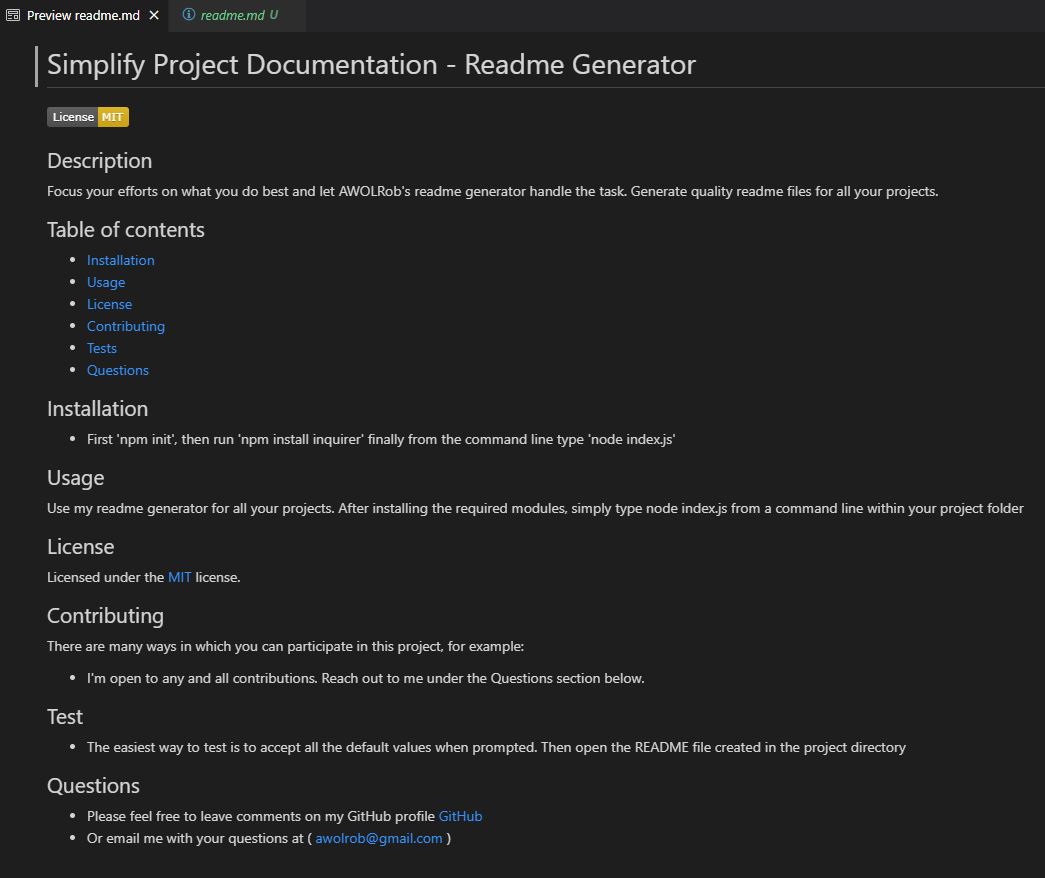 Preview readme.md
readme.md U
Simplify Project Documentation - Readme Generator
License MIT
Description
Focus your efforts on what you do best and let AWOLRob's readme generator handle the task. Generate quality readme files for all your projects.
Table of contents
Installation
Usage
License
Contributing
Tests
Questions
Installation
First 'npm init', then run 'npm install inquirer' finally from the command line type 'node index.js'
Usage
Use my readme generator for all your projects. After installing the required modules, simply type node index.js from a command line within your project folder
License
Licensed under the MIT license.
Contributing
There are many ways in which you can participate in this project, for example:
I'm open to any and all contributions. Reach out to me under the Questions section below.
Test
The easiest way to test is to accept all the default values when prompted. Then open the README file created in the project directory
Questions
Please feel free to leave comments on my GitHub profile GitHub
Or email me with your questions at ( awolrob@gmail.com )